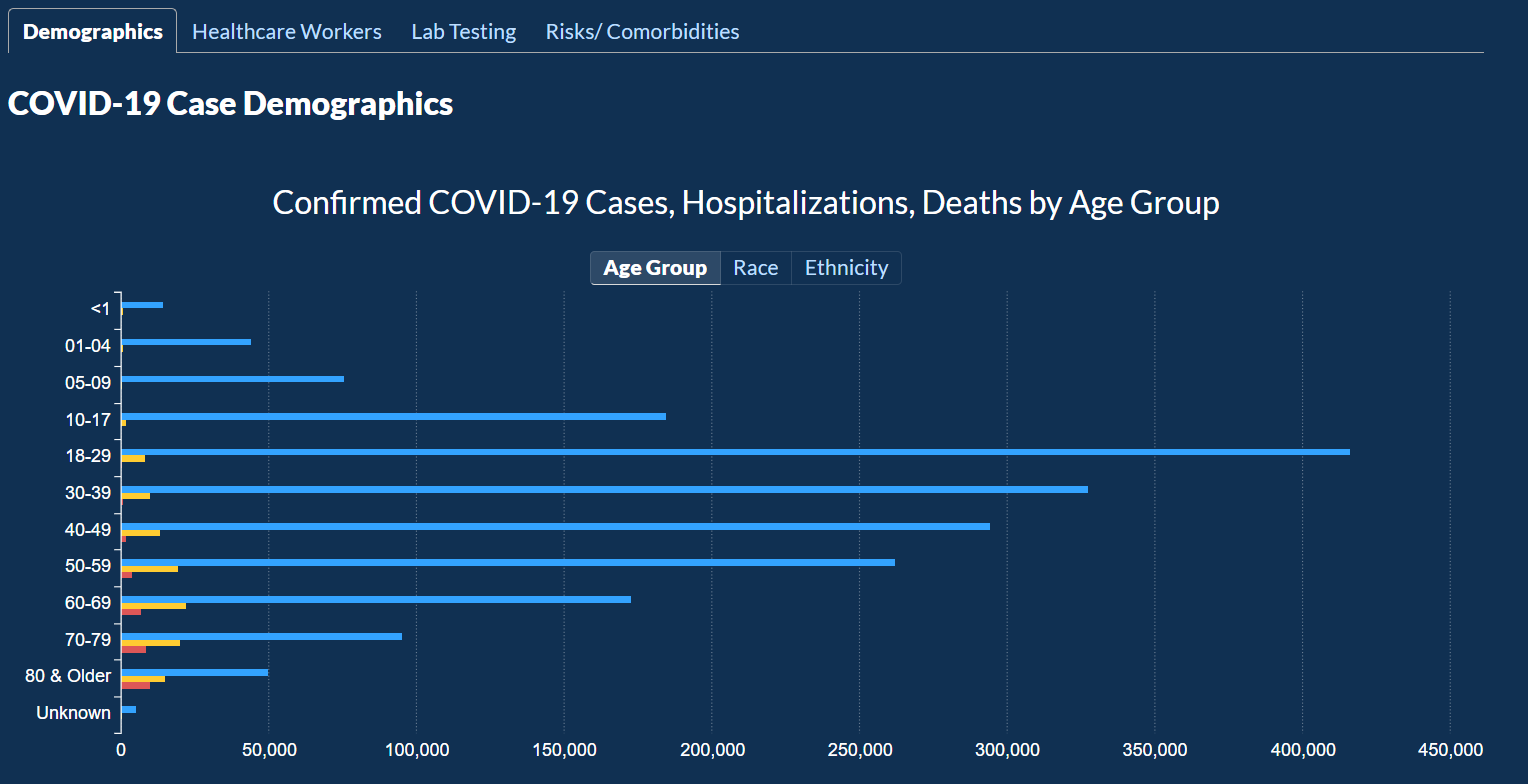 Demographics Healthcare Workers Lab Testing Risks/ Comorbidities
COVID-19 Case Demographics
Confirmed COVID-19 Cases, Hospitalizations, Deaths by Age Group
Age Group Race Ethnicity
<1
01-04
05-09
10-17
18-29
30-39
40-49
50-59
60-69
70-79
80 & Older
Unknown
0 50,000 100,000 150,000 200,000 250,000 300,000 350,000 400,000 450,000